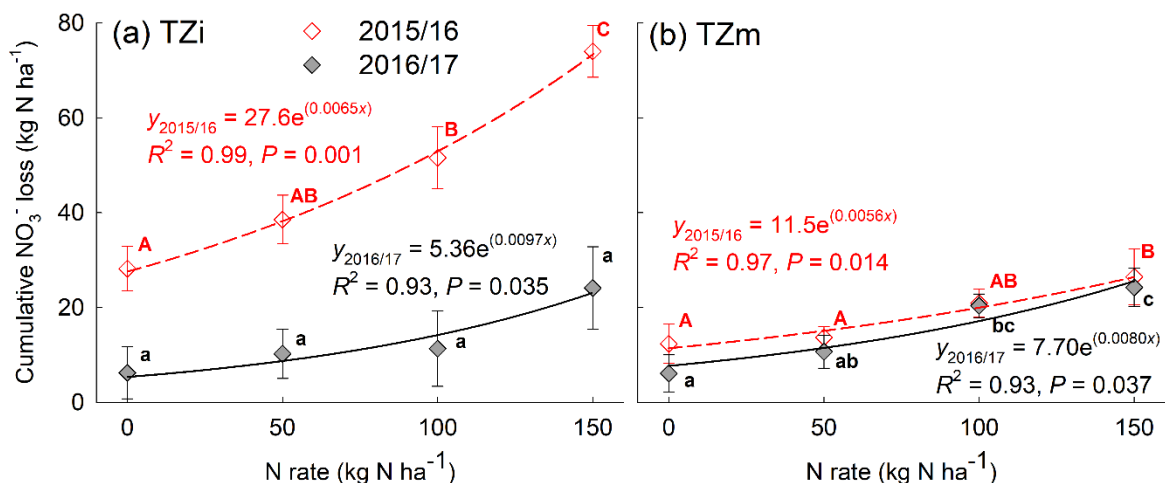 Cumulative NO₃⁻ loss (kg N ha⁻¹)
80
60
40
20
0
(a) TZi
2015/16
2016/17
y₂₀₁₅/₁₆ = 27.6e^(0.0065x)
R² = 0.99, P = 0.001
y₂₀₁₆/₁₇ = 5.36e^(0.0097x)
R² = 0.93, P = 0.035
A
AB
B
C
a
a
a
a
0
50
100
150
N rate (kg N ha⁻¹)
(b) TZm
y₂₀₁₅/₁₆ = 11.5e^(0.0056x)
R² = 0.97, P = 0.014
A
A
AB
B
a
ab
bc
c
y₂₀₁₆/₁₇ = 7.70e^(0.0080x)
R² = 0.93, P = 0.037
0
50
100
150
N rate (kg N ha⁻¹)